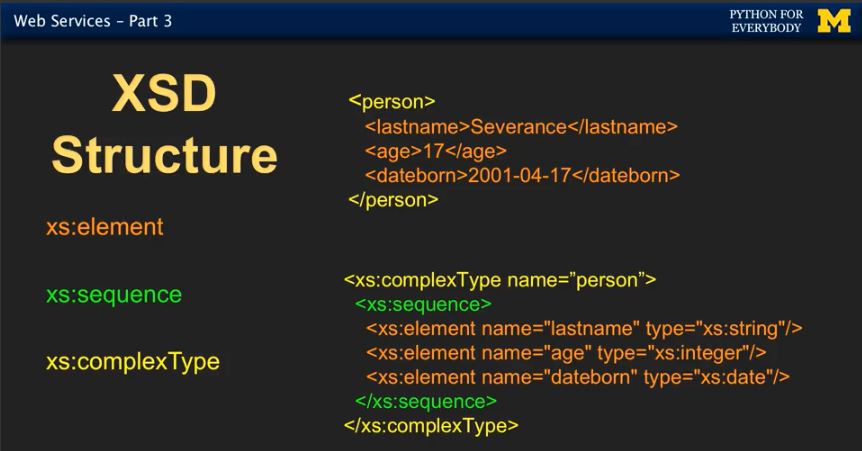 Web Services – Part 3
PYTHON FOR
EVERYBODY
M
XSD
Structure
xs:element
xs:sequence
xs:complexType
<person>
<lastname>Severance</lastname>
<age>17</age>
<dateborn>2001-04-17</dateborn>
</person>
<xs:complexType name=”person”>
<xs:sequence>
<xs:element name="lastname" type="xs:string"/>
<xs:element name="age" type="xs:integer"/>
<xs:element name="dateborn" type="xs:date"/>
</xs:sequence>
</xs:complexType>